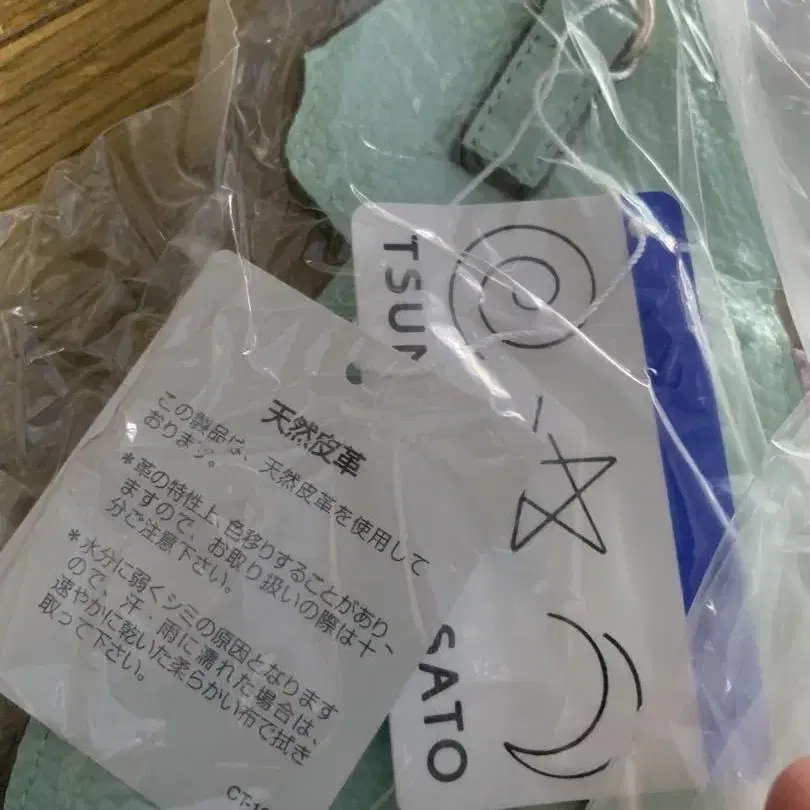 天然皮革
この製品は、天然皮革を使用して
おります。
*革の特性上、色移りすることがあり、
ますので、お取り扱いの際は十
分ご注意下さい。
*水分に弱くシミの原因となります
ので、汗、雨に濡れた場合は、
速やかに乾いた柔らかい布で拭き
取って下さい。
TSUM
SATO